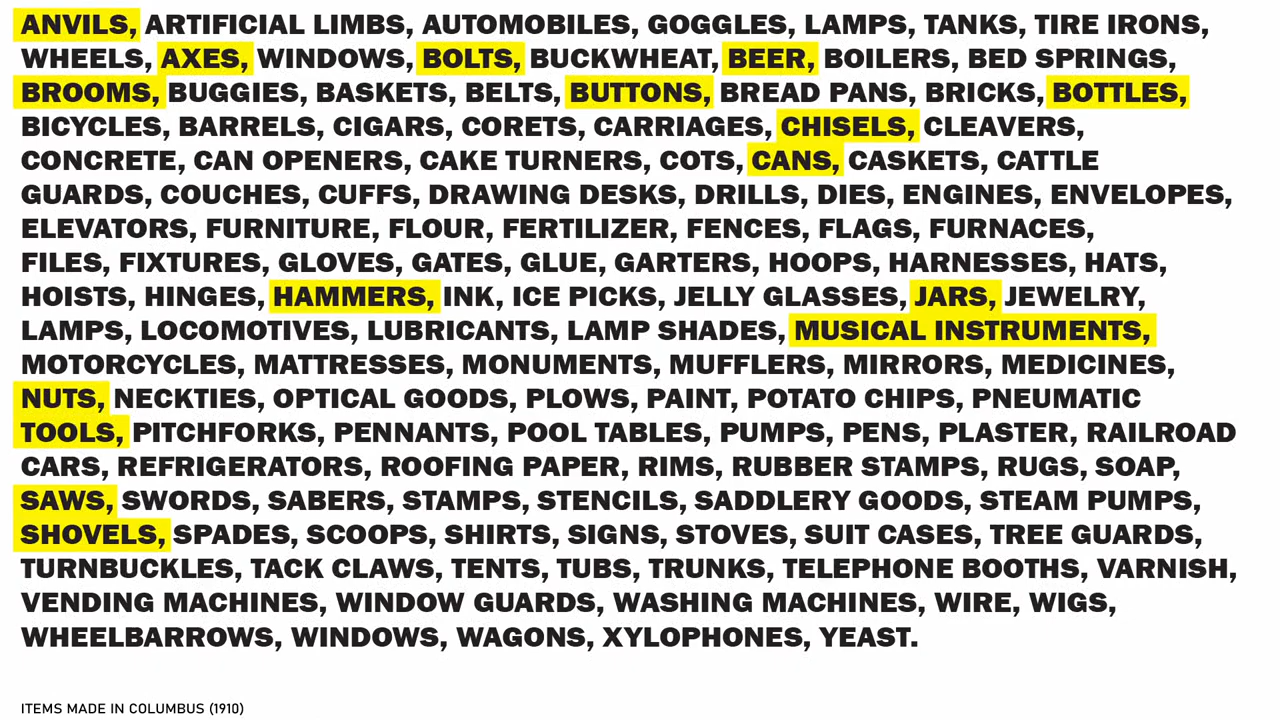 ANVILS, ARTIFICIAL LIMBS, AUTOMOBILES, GOGGLES, LAMPS, TANKS, TIRE IRONS,
WHEELS, AXES, WINDOWS, BOLTS, BUCKWHEAT, BEER, BOILERS, BED SPRINGS,
BROOMS, BUGGIES, BASKETS, BELTS, BUTTONS, BREAD PANS, BRICKS, BOTTLES,
BICYCLES, BARRELS, CIGARS, CORETS, CARRIAGES, CHISELS, CLEAVERS,
CONCRETE, CAN OPENERS, CAKE TURNERS, COTS, CANS, CASKETS, CATTLE
GUARDS, COUCHES, CUFFS, DRAWING DESKS, DRILLS, DIES, ENGINES, ENVELOPES,
ELEVATORS, FURNITURE, FLOUR, FERTILIZER, FENCES, FLAGS, FURNACES,
FILES, FIXTURES, GLOVES, GATES, GLUE, GARTERS, HOOPS, HARNESSES, HATS,
HOISTS, HINGES, HAMMERS, INK, ICE PICKS, JELLY GLASSES, JARS, JEWELRY,
LAMPS, LOCOMOTIVES, LUBRICANTS, LAMP SHADES, MUSICAL INSTRUMENTS,
MOTORCYCLES, MATTRESSES, MONUMENTS, MUFFLERS, MIRRORS, MEDICINES,
NUTS, NECKTIES, OPTICAL GOODS, PLOWS, PAINT, POTATO CHIPS, PNEUMATIC
TOOLS, PITCHFORKS, PENNANTS, POOL TABLES, PUMPS, PENS, PLASTER, RAILROAD
CARS, REFRIGERATORS, ROOFING PAPER, RIMS, RUBBER STAMPS, RUGS, SOAP,
SAWS, SWORDS, SABERS, STAMPS, STENCILS, SADDLERY GOODS, STEAM PUMPS,
SHOVELS, SPADES, SCOOPS, SHIRTS, SIGNS, STOVES, SUIT CASES, TREE GUARDS,
TURNBUCKLES, TACK CLAWS, TENTS, TUBS, TRUNKS, TELEPHONE BOOTHS, VARNISH,
VENDING MACHINES, WINDOW GUARDS, WASHING MACHINES, WIRE, WIGS,
WHEELBARROWS, WINDOWS, WAGONS, XYLOPHONES, YEAST.
ITEMS MADE IN COLUMBUS (1910)